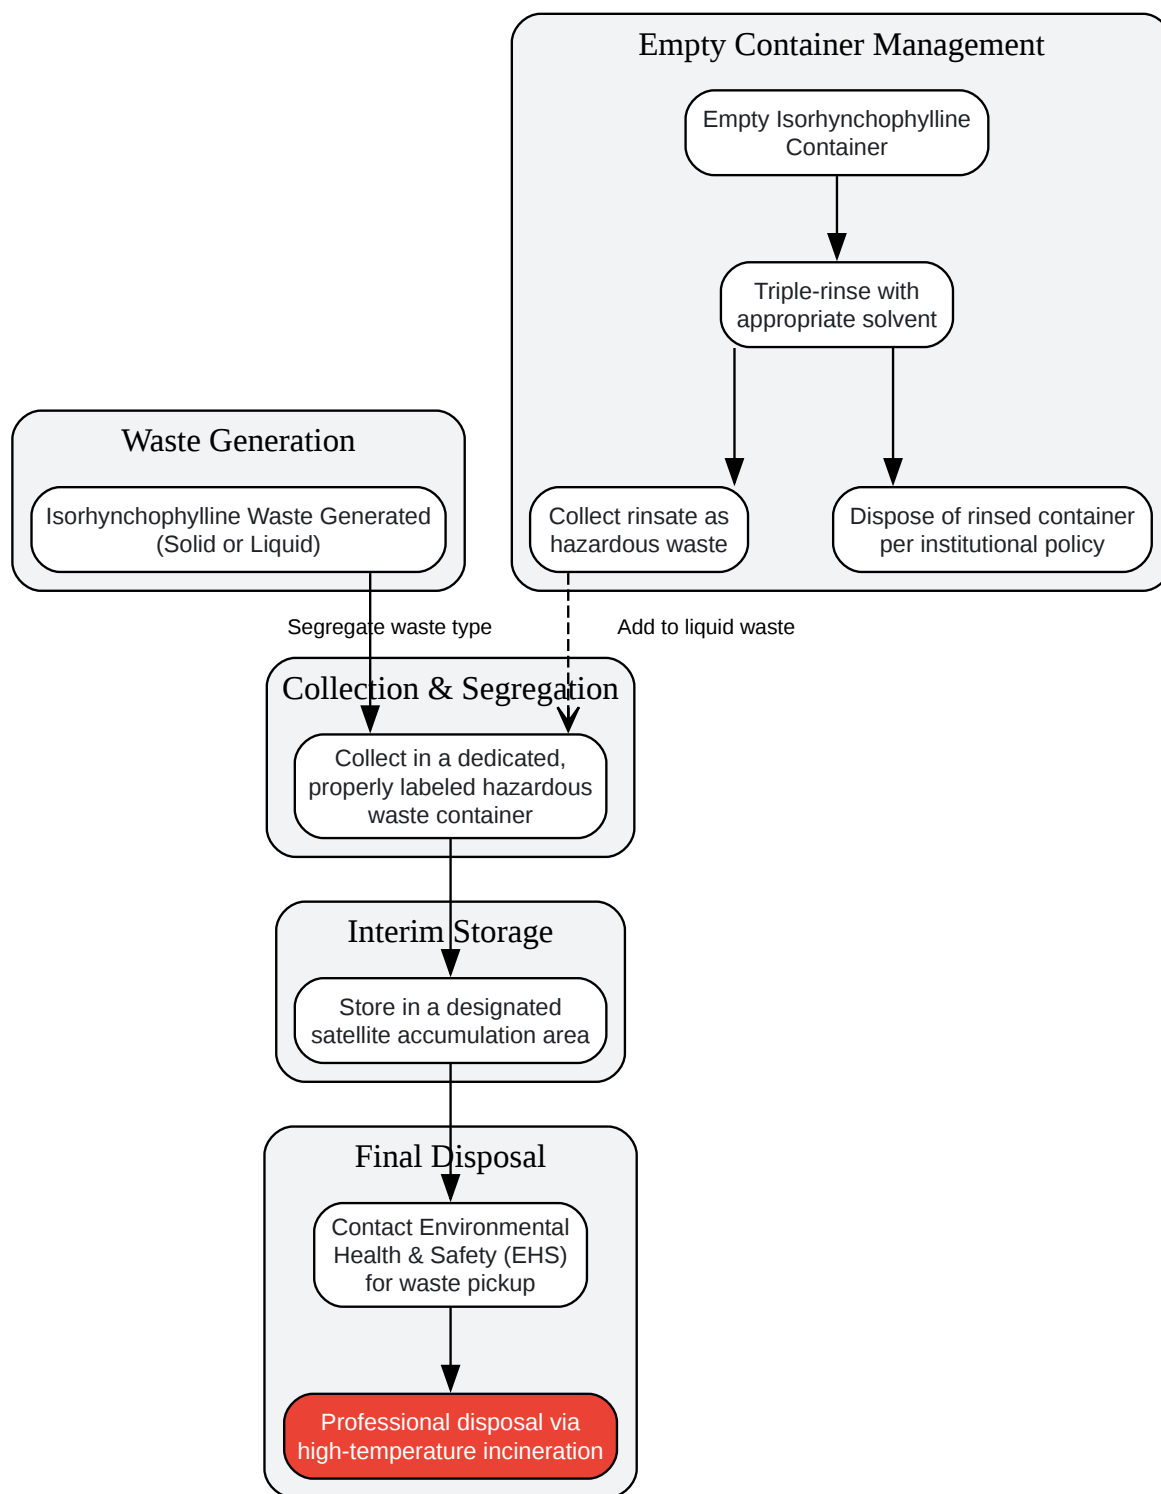 Empty Container Management
Empty Isorhynchophylline
Container
Triple-rinse with
appropriate solvent
Waste Generation
Isorhynchophylline Waste Generated
(Solid or Liquid)
Collect rinsate as
hazardous waste
Dispose of rinsed container
per institutional policy
Segregate waste type
Add to liquid waste
Collection & Segregation
Collect in a dedicated,
properly labeled hazardous
waste container
Interim Storage
Store in a designated
satellite accumulation area
Final Disposal
Contact Environmental
Health & Safety (EHS)
for waste pickup
Professional disposal via
high-temperature incineration